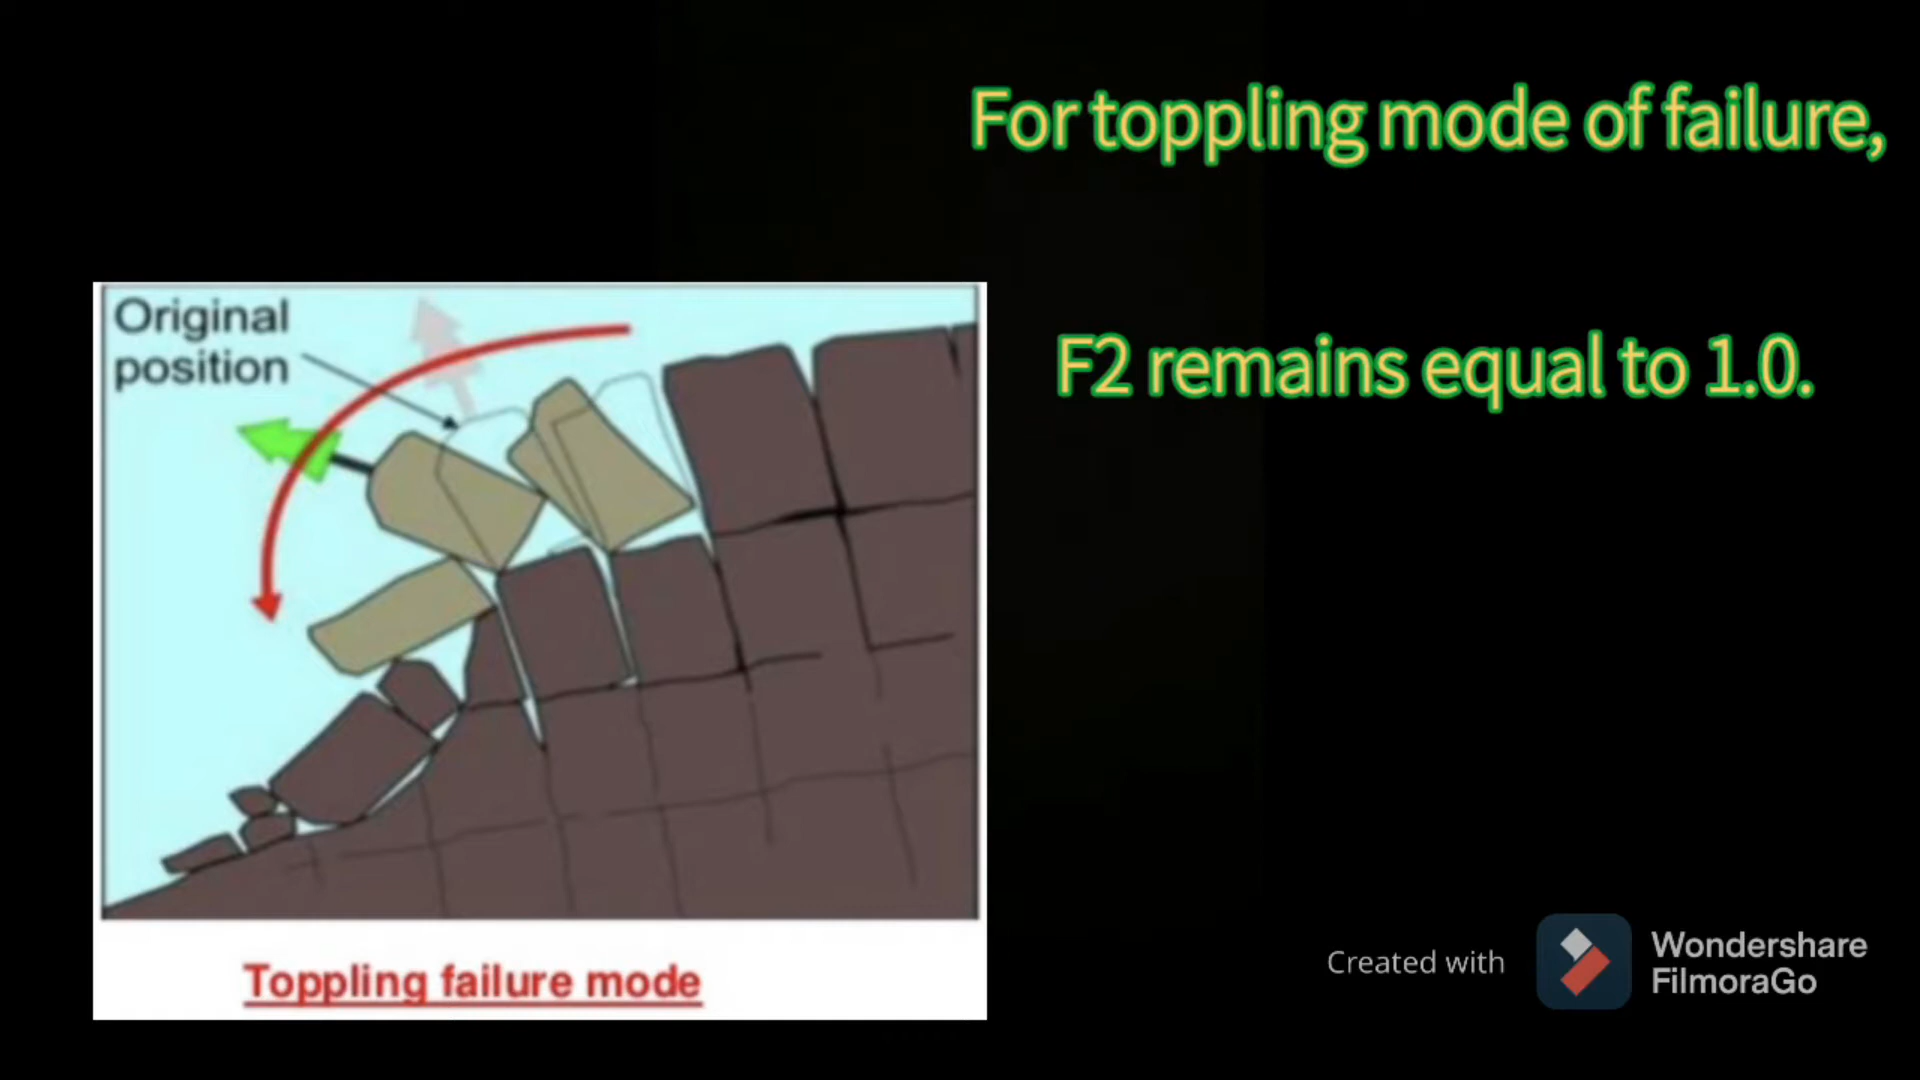 For toppling mode of failure,
F2 remains equal to 1.0.
Original
position
Toppling failure mode
Created with
Wondershare
FilmoraGo